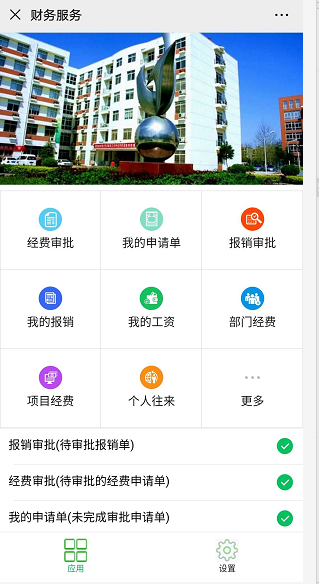 财务服务
经费审批 我的申请单 报销审批
我的报销 我的工资 部门经费
项目经费 个人往来 更多
报销审批(待审批报销单)
经费审批(待审批的经费申请单)
我的申请单(未完成审批申请单)
应用 设置